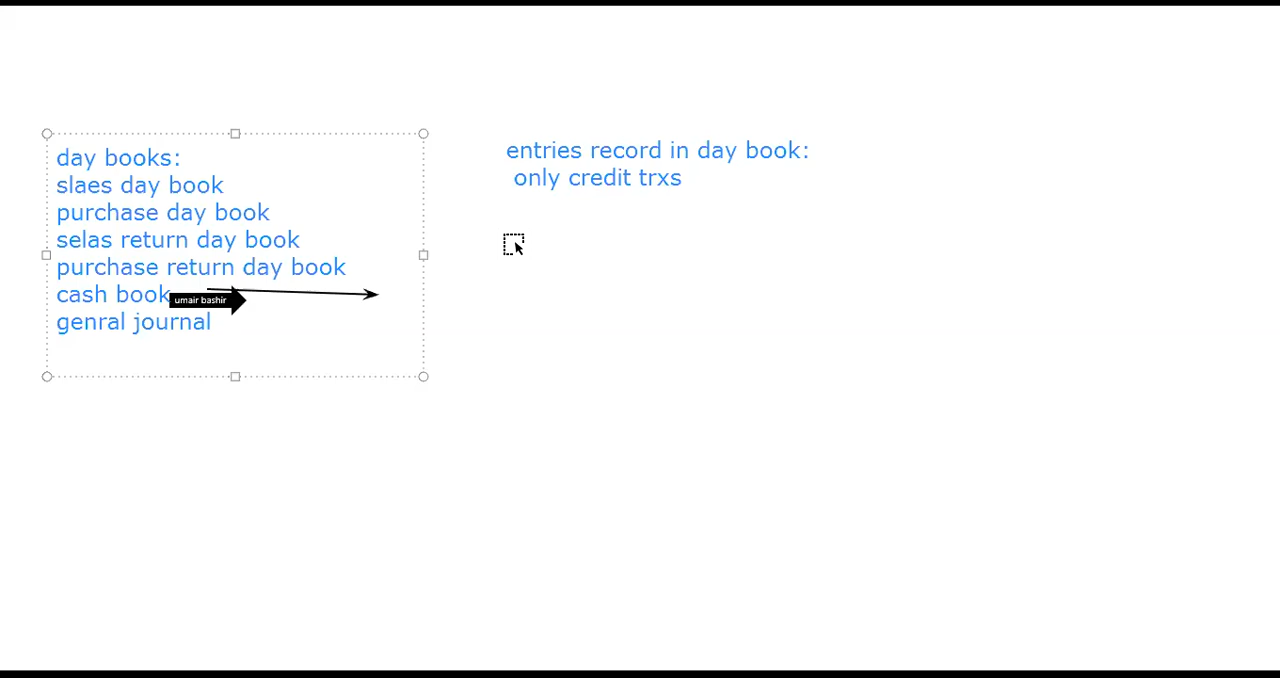 day books:
slaes day book
purchase day book
selas return day book
purchase return day book
cash book
umair bashir
genral journal
entries record in day book:
only credit trxs